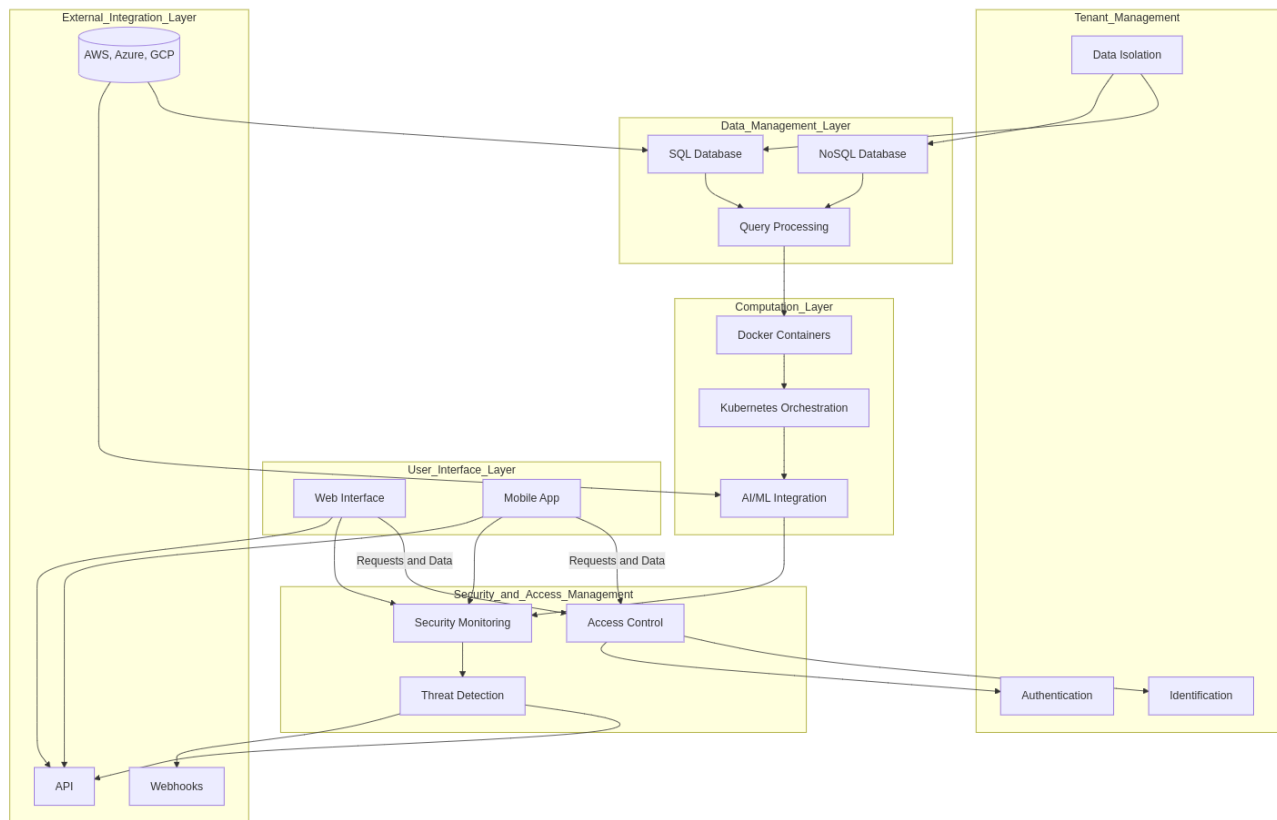 External_Integration_Layer
Tenant_Management
AWS, Azure, GCP
Data Isolation
Data_Management_Layer
SQL Database
NoSQL Database
Query Processing
Computation_Layer
Docker Containers
Kubernetes Orchestration
User_Interface_Layer
Web Interface
Mobile App
AI/ML Integration
Requests and Data
Requests and Data
Security_and_Access_Management
Security Monitoring
Access Control
Threat Detection
Authentication
Identification
API
Webhooks